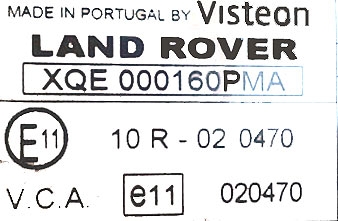 MADE IN PORTUGAL BY Visteon
LAND ROVER
XQE 000160PMA
E11 10 R - 02 0470
V.C.A. e11 020470